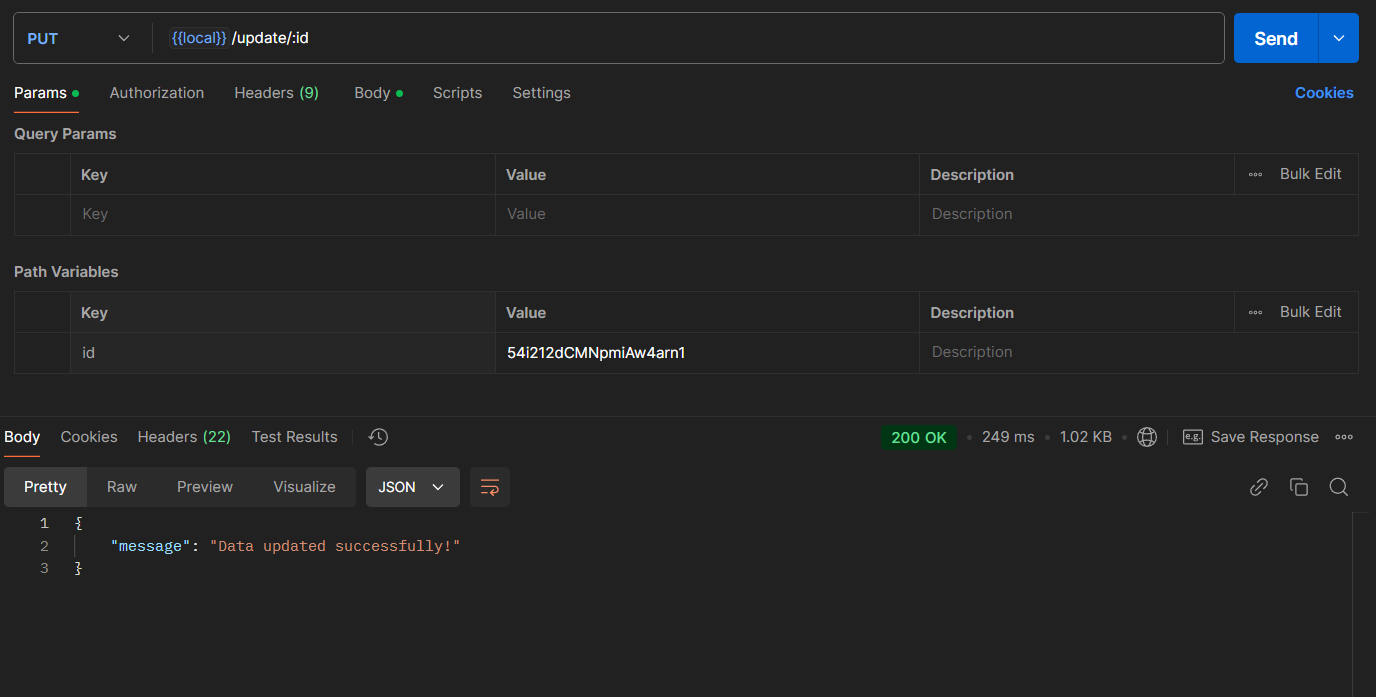 PUT {{local}} /update/:id Send
Params Authorization Headers (9) Body Scripts Settings Cookies
Query Params
Key Value Description Bulk Edit
Key Value Description
Path Variables
Key Value Description Bulk Edit
id 54i212dCMNpmiAw4arn1 Description
Body Cookies Headers (22) Test Results 200 OK 249 ms 1.02 KB e.g. Save Response
Pretty Raw Preview Visualize JSON
1 {
2 "message": "Data updated successfully!"
3 }